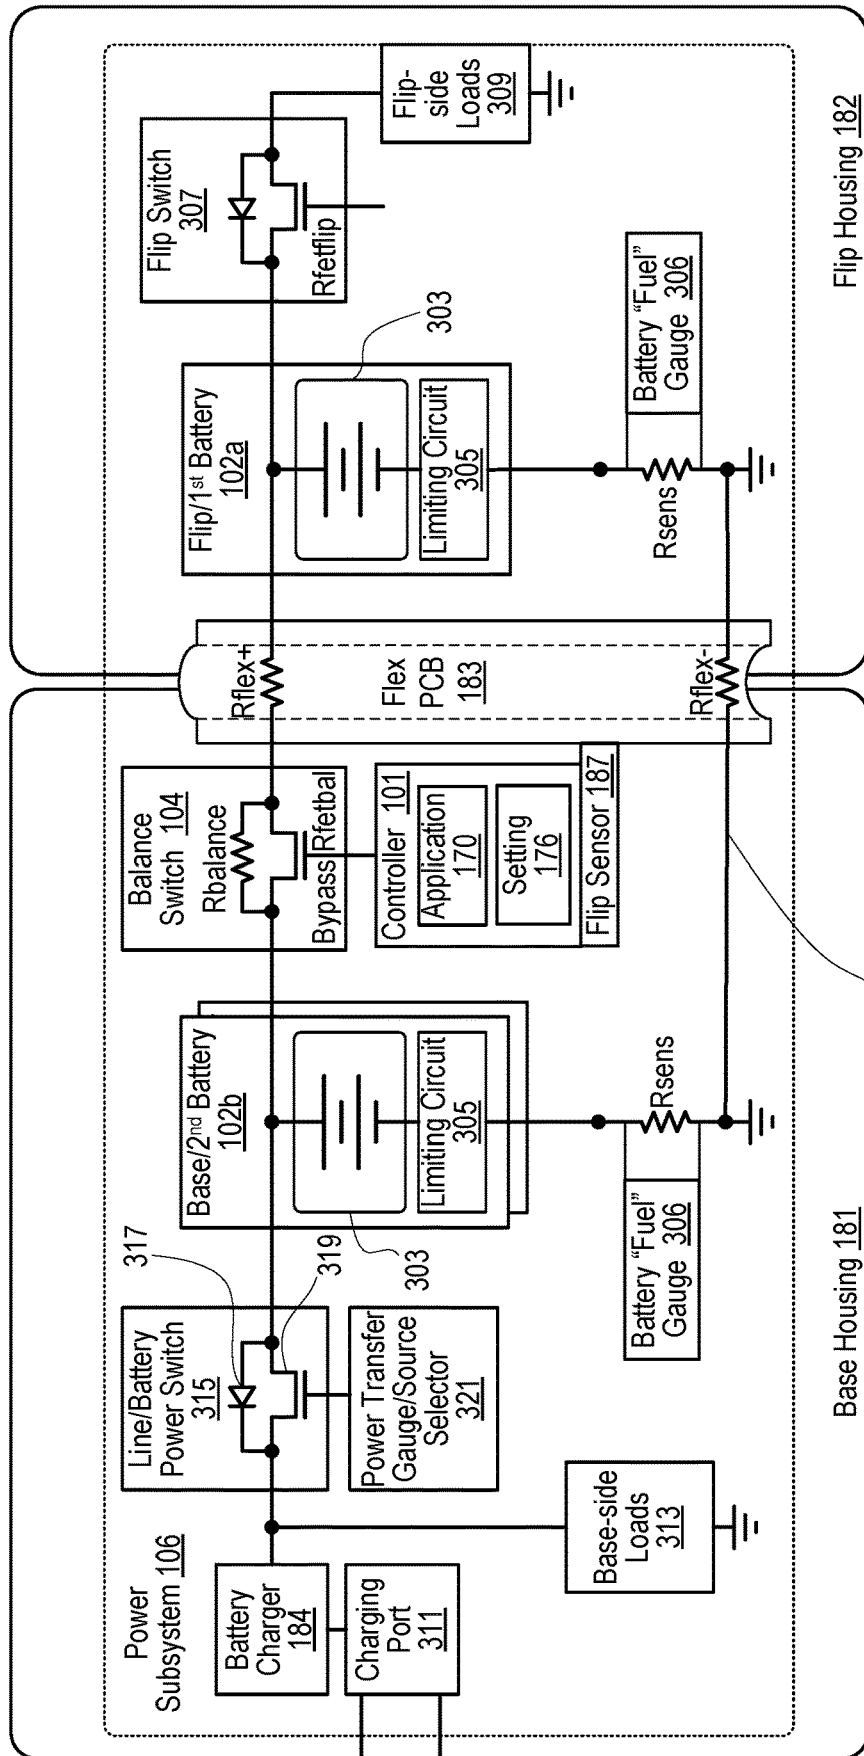 Power
Subsystem 106
Battery
Charger
184
Charging
Port
311
Line/Battery
Power Switch
315
317
319
Power Transfer
Gauge/Source
Selector
321
Base-side
Loads
313
Base/2nd Battery
102b
303
Limiting Circuit
305
Battery "Fuel"
Gauge 306
Rsens
Base Housing 181
Balance
Switch 104
Rbalance
Bypass Rfetbal
Controller 101
Application
170
Setting
176
Flip Sensor 187
Rflex+
Flex
PCB
183
Rflex-
Flip/1st Battery
102a
303
Limiting Circuit
305
Rsens
Battery "Fuel"
Gauge 306
Flip Switch
307
Rfetflip
Flip-
side
Loads
309
Flip Housing 182